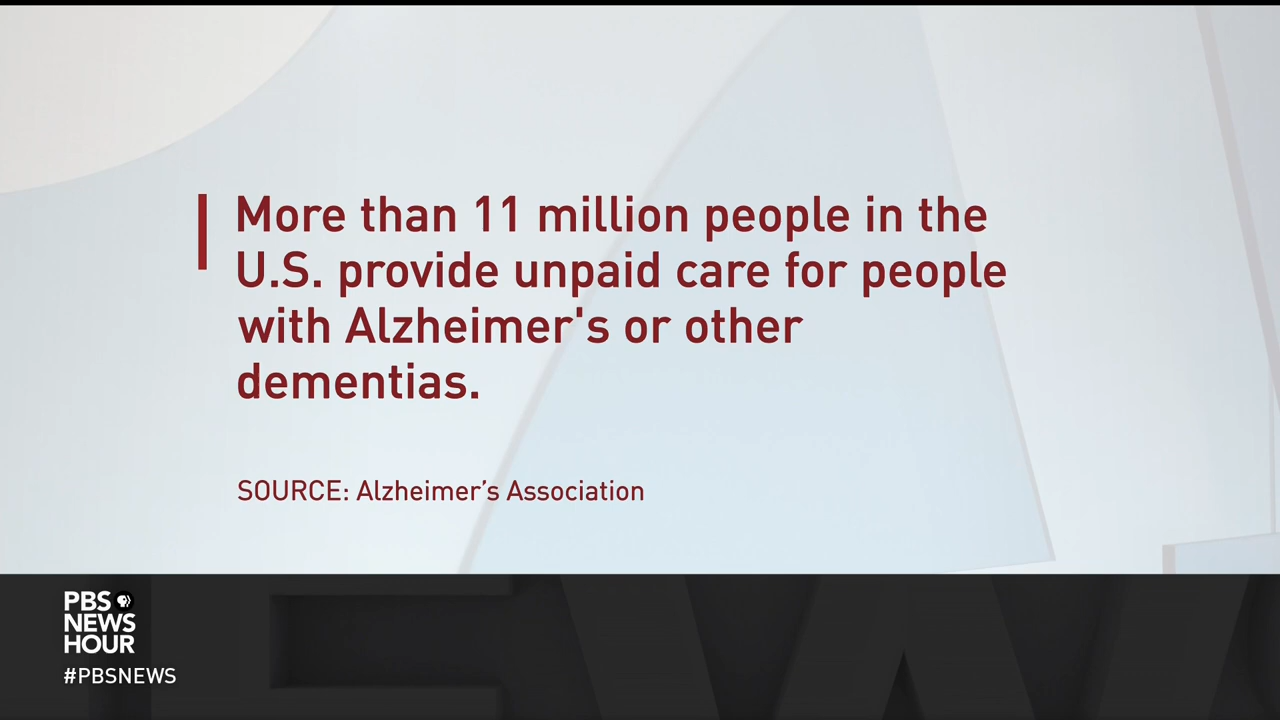 More than 11 million people in the
U.S. provide unpaid care for people
with Alzheimer's or other
dementias.
SOURCE: Alzheimer’s Association
PBS
NEWS
HOUR
#PBSNEWS